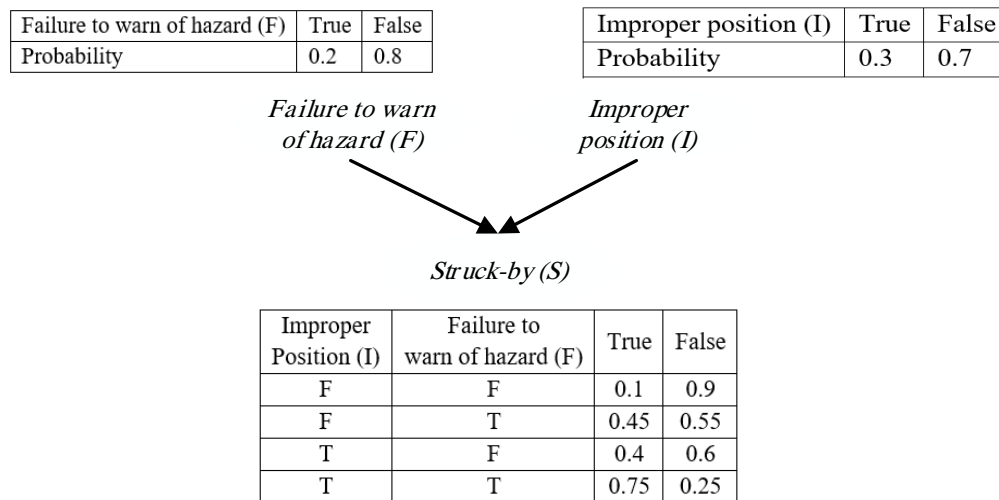 Failure to warn of hazard (F) True False
Probability 0.2 0.8
Improper position (I) True False
Probability 0.3 0.7
Failure to warn
of hazard (F)
Improper
position (I)
Struck-by (S)
Improper
Position (I)
Failure to
warn of hazard (F)
True False
F F 0.1 0.9
F T 0.45 0.55
T F 0.4 0.6
T T 0.75 0.25